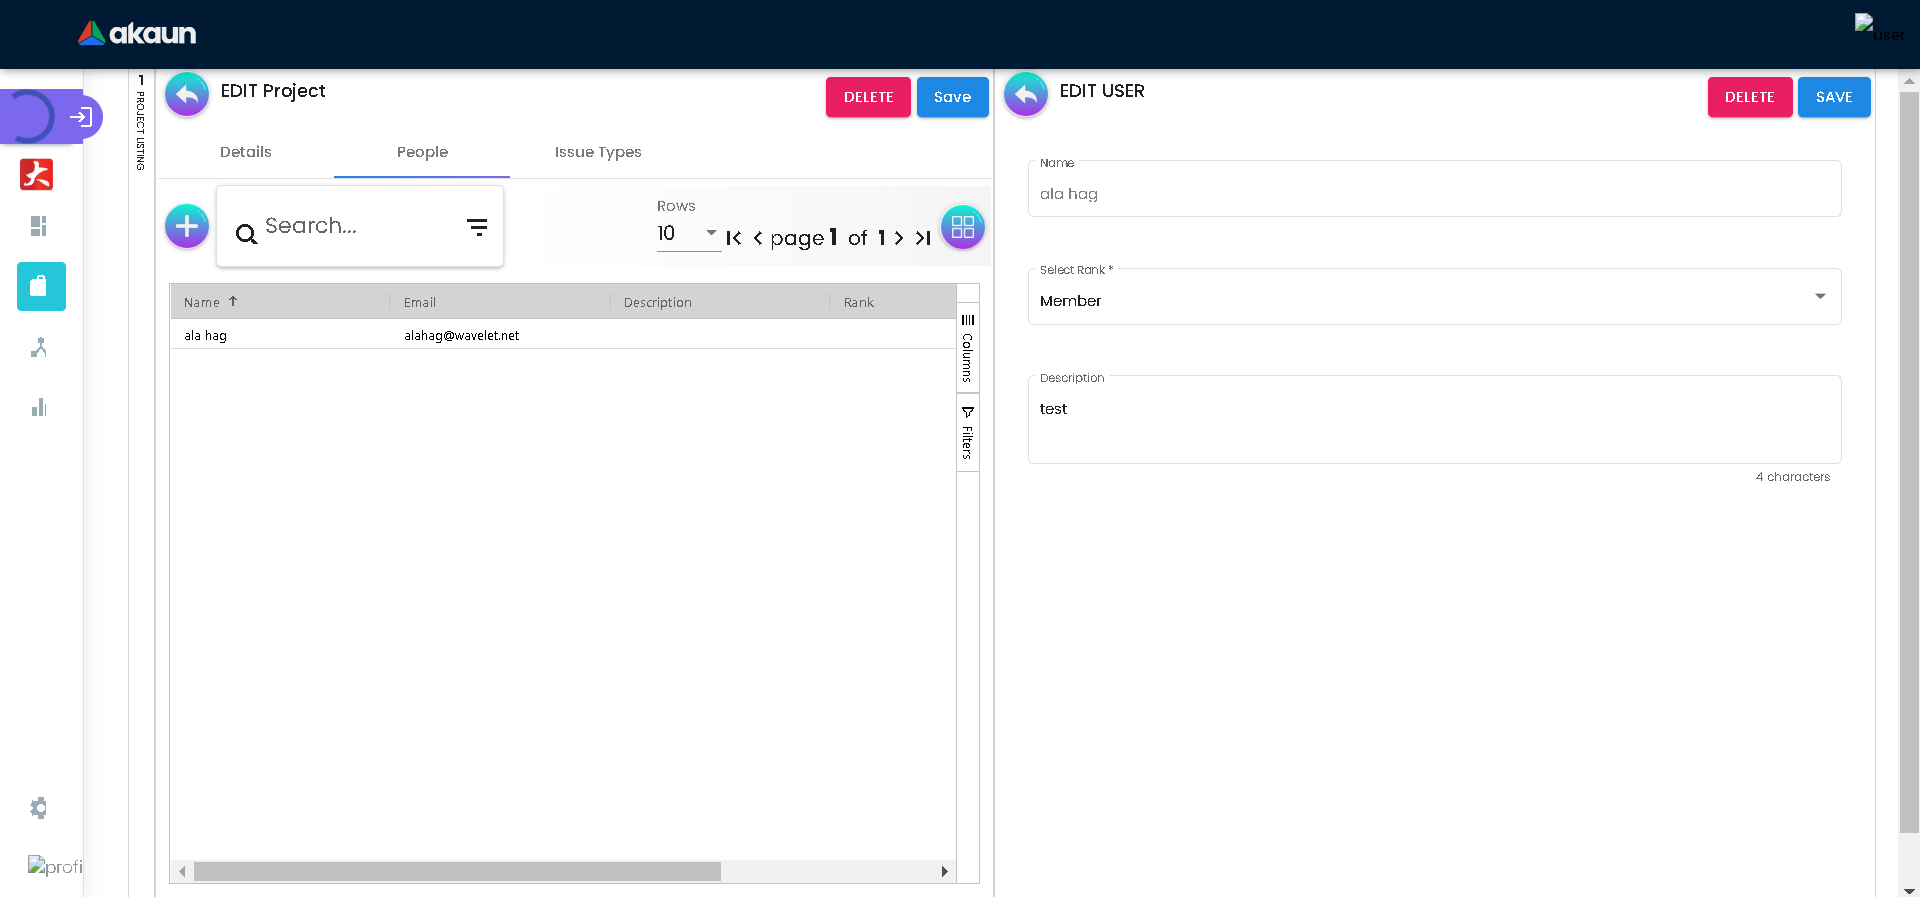 akaun
user
1 PROJECT LISTING
EDIT Project
DELETE
Save
Details
People
Issue Types
Search...
Rows
10
page 1 of 1
Name
Email
Description
Rank
ala hag
alahag@wavelet.net
Columns
Filters
EDIT USER
DELETE
SAVE
Name
ala hag
Select Rank *
Member
Description
test
4 characters
profi